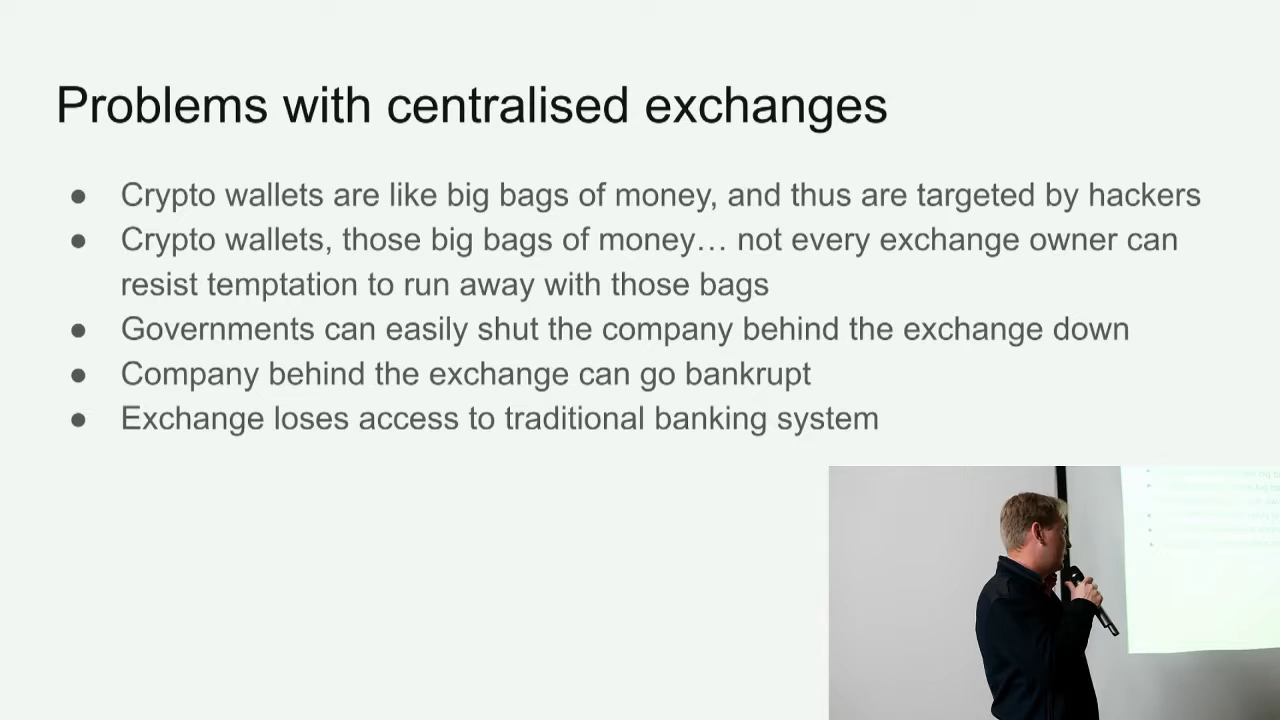 Problems with centralised exchanges
● Crypto wallets are like big bags of money, and thus are targeted by hackers
● Crypto wallets, those big bags of money… not every exchange owner can
resist temptation to run away with those bags
● Governments can easily shut the company behind the exchange down
● Company behind the exchange can go bankrupt
● Exchange loses access to traditional banking system